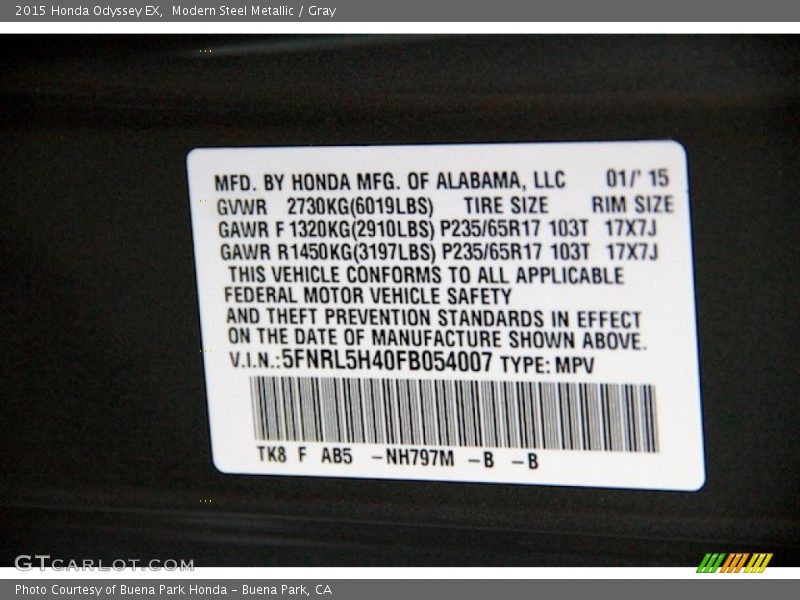 2015 Honda Odyssey EX,  Modern Steel Metallic / Gray
MFD. BY HONDA MFG. OF ALABAMA, LLC 01/' 15
GVWR 2730KG(6019LBS) TIRE SIZE RIM SIZE
GAWR F 1320KG(2910LBS) P235/65R17 103T 17X7J
GAWR R1450KG(3197LBS) P235/65R17 103T 17X7J
THIS VEHICLE CONFORMS TO ALL APPLICABLE
FEDERAL MOTOR VEHICLE SAFETY
AND THEFT PREVENTION STANDARDS IN EFFECT
ON THE DATE OF MANUFACTURE SHOWN ABOVE.
V.I.N.:5FNRL5H40FB054007 TYPE: MPV
TK8 F AB5 -NH797M -B -B
GTCARLOT.COM
Photo Courtesy of Buena Park Honda - Buena Park, CA